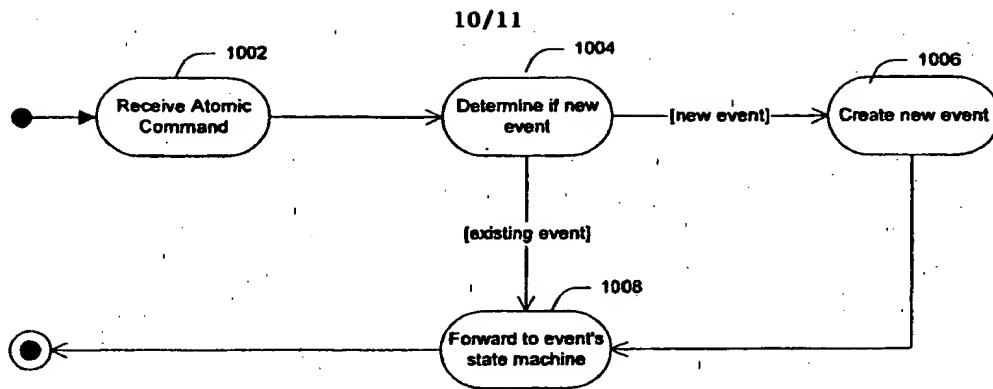 10/11
1002
Receive Atomic
Command
1004
Determine if new
event
[new event]
1006
Create new event
[existing event]
1008
Forward to event's
state machine